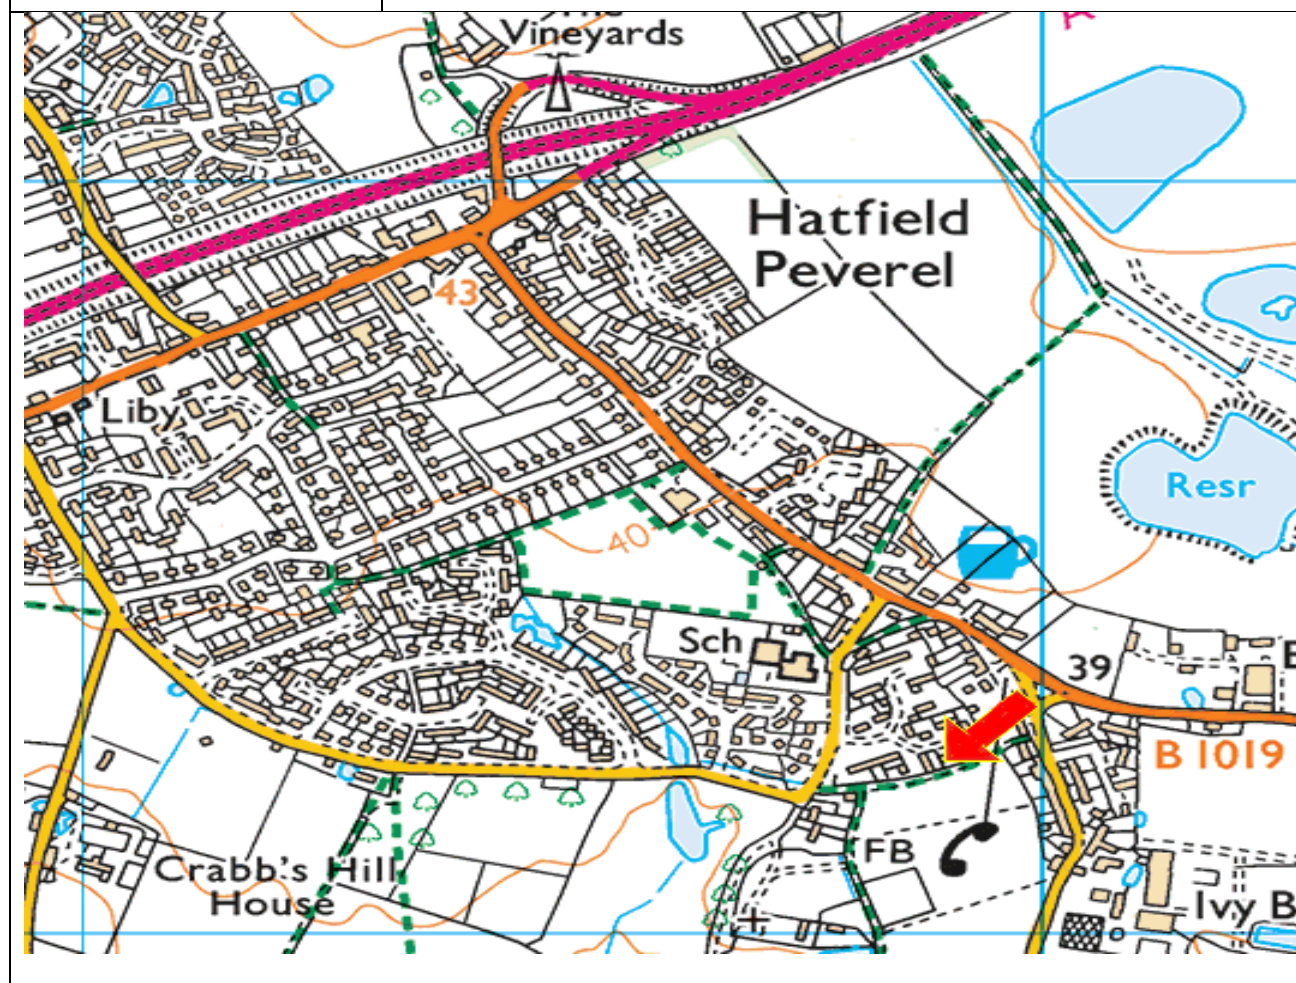 Vineyards
A
Hatfield
Peverel
43
Liby
Resr
40
Sch
39
B 1019
FB
Crabb's Hill
House
Ivy B